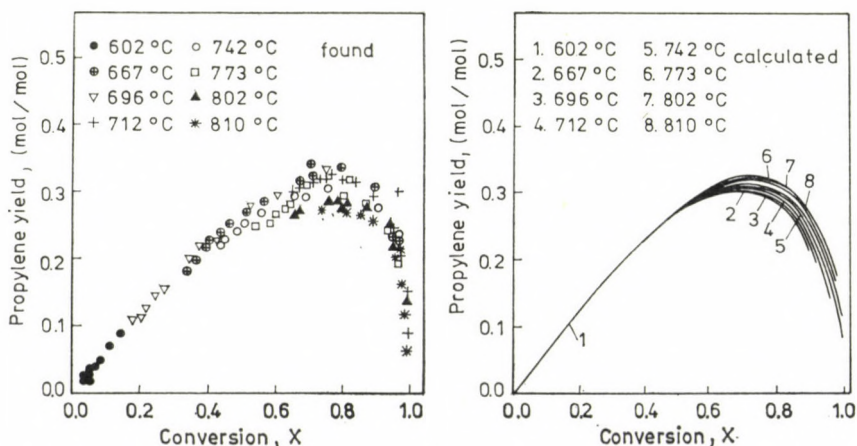 0.5
0.4
0.3
0.2
0.1
0.0
Propylene yield, (mol/mol)
602 °C
667 °C
696 °C
712 °C
742 °C
773 °C
802 °C
810 °C
found
0.0 0.2 0.4 0.6 0.8 1.0
Conversion, X
0.5
0.4
0.3
0.2
0.1
0.0
Propylene yield, (mol/mol)
1. 602 °C
2. 667 °C
3. 696 °C
4. 712 °C
5. 742 °C
6. 773 °C
7. 802 °C
8. 810 °C
calculated
6
7
8
2
3
4
5
1
0.0 0.2 0.4 0.6 0.8 1.0
Conversion, X